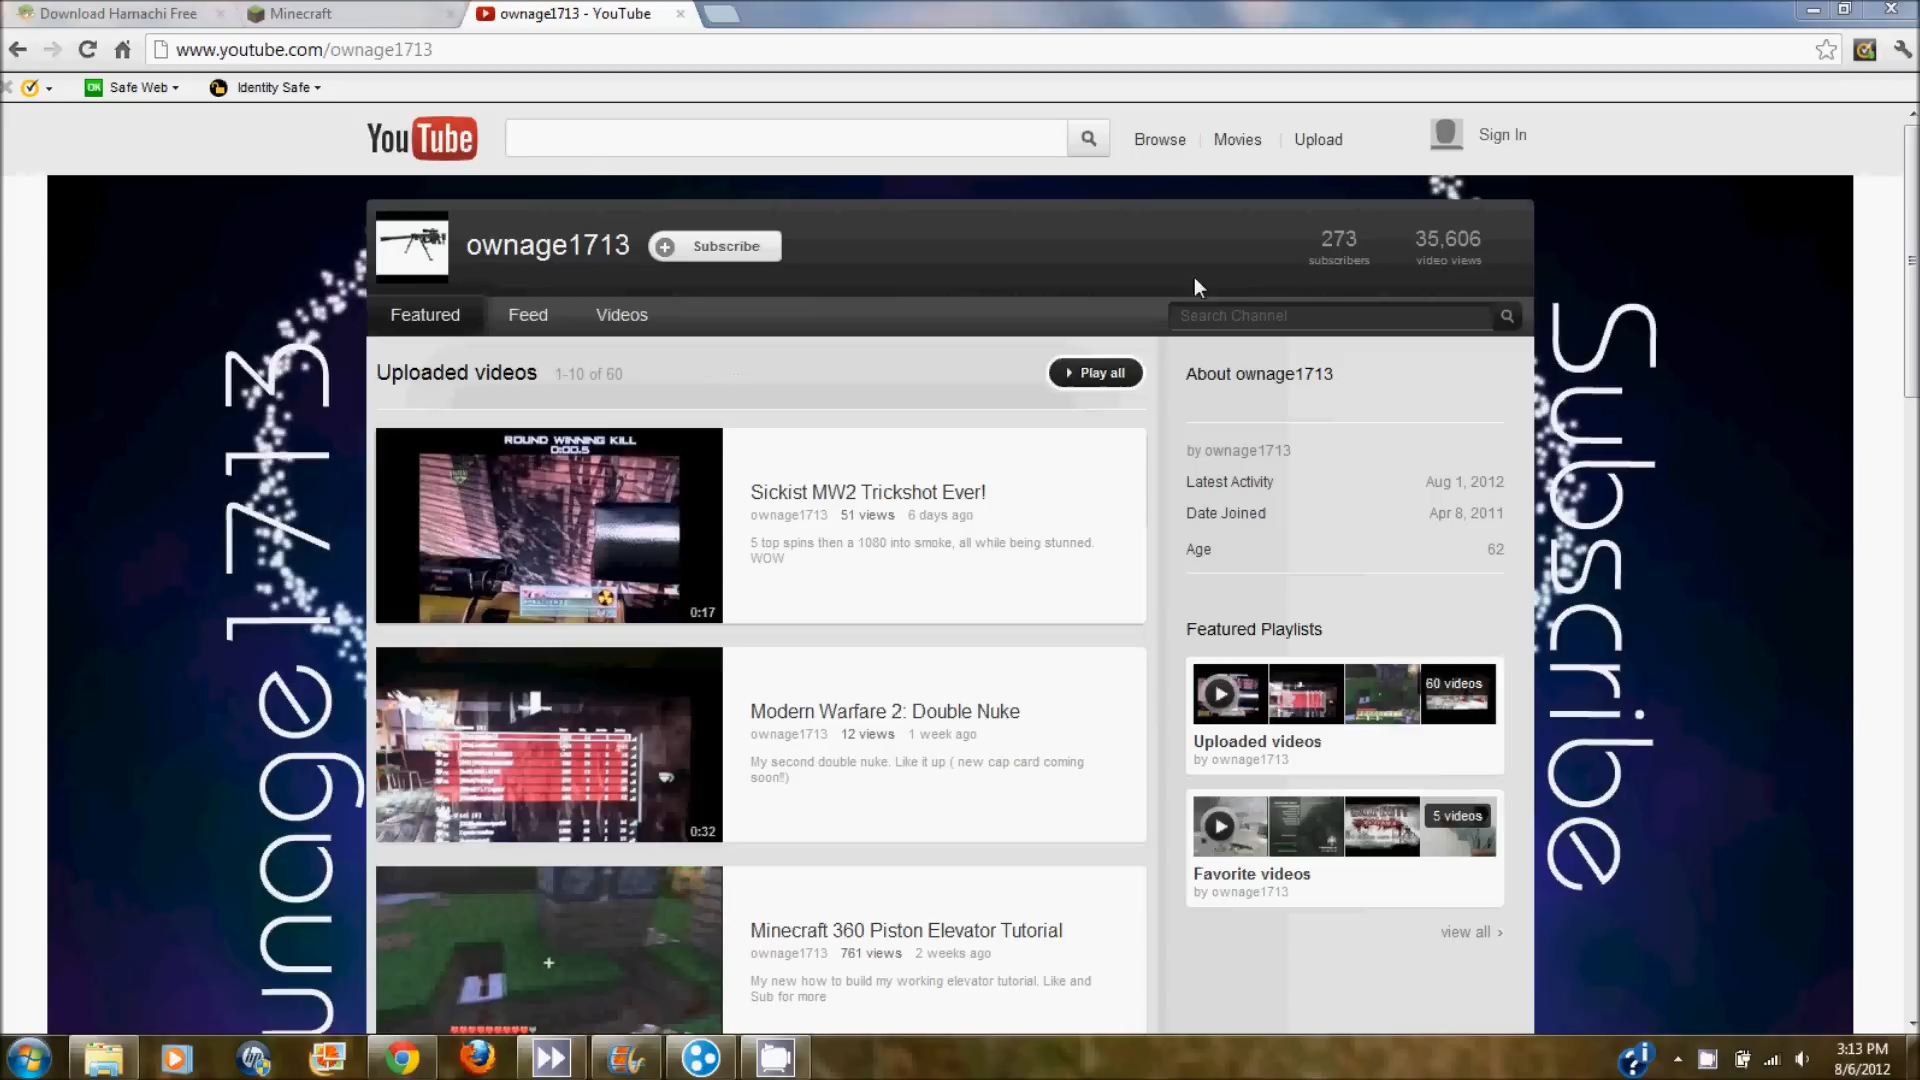 Download Hamachi Free
Minecraft
ownage1713 - YouTube
www.youtube.com/ownage1713
OK Safe Web
Identity Safe
YouTube
Browse
Movies
Upload
Sign In
ownage1713
Subscribe
273
subscribers
35,606
video views
Featured
Feed
Videos
Search Channel
Uploaded videos 1-10 of 60
Play all
ROUND WINNING KILL
0:00.5
0:17
Sickist MW2 Trickshot Ever!
ownage1713 51 views 6 days ago
5 top spins then a 1080 into smoke, all while being stunned.
WOW
0:32
Modern Warfare 2: Double Nuke
ownage1713 12 views 1 week ago
My second double nuke. Like it up ( new cap card coming
soon!!)
Minecraft 360 Piston Elevator Tutorial
ownage1713 761 views 2 weeks ago
My new how to build my working elevator tutorial. Like and
Sub for more
About ownage1713
by ownage1713
Latest Activity Aug 1, 2012
Date Joined Apr 8, 2011
Age 62
Featured Playlists
60 videos
Uploaded videos
by ownage1713
5 videos
Favorite videos
by ownage1713
view all ›
unage1713
Subscribe
hp
3:13 PM
8/6/2012